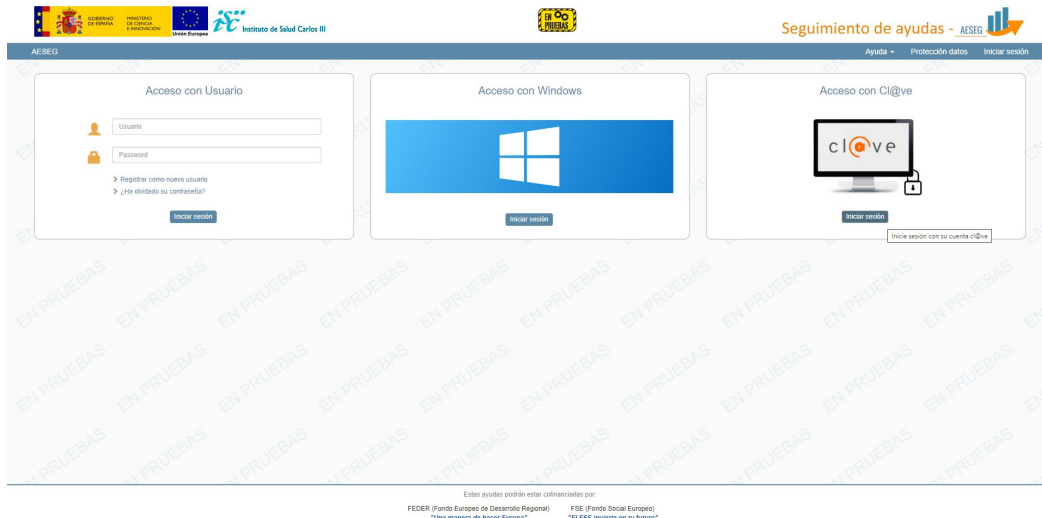 GOBIERNO DE ESPAÑA
MINISTERIO DE CIENCIA E INNOVACIÓN
Unión Europea
isc Instituto de Salud Carlos III
EN PRUEBAS
Seguimiento de ayudas - AESEG
AESEG
Ayuda
Protección datos
Iniciar sesión
Acceso con Usuario
Usuario
Password
Registrar como nuevo usuario
¿Ha olvidado su contraseña?
Iniciar sesión
Acceso con Windows
Iniciar sesión
Acceso con Cl@ve
cl@ve
Iniciar sesión
Inicie sesión con su cuenta cl@ve
EN PRUEBAS
Estas ayudas podrán estar cofinanciadas por:
FEDER (Fondo Europeo de Desarrollo Regional) FSE (Fondo Social Europeo)
"Una manera de hacer Europa" "El FSE invierte en tu futuro"